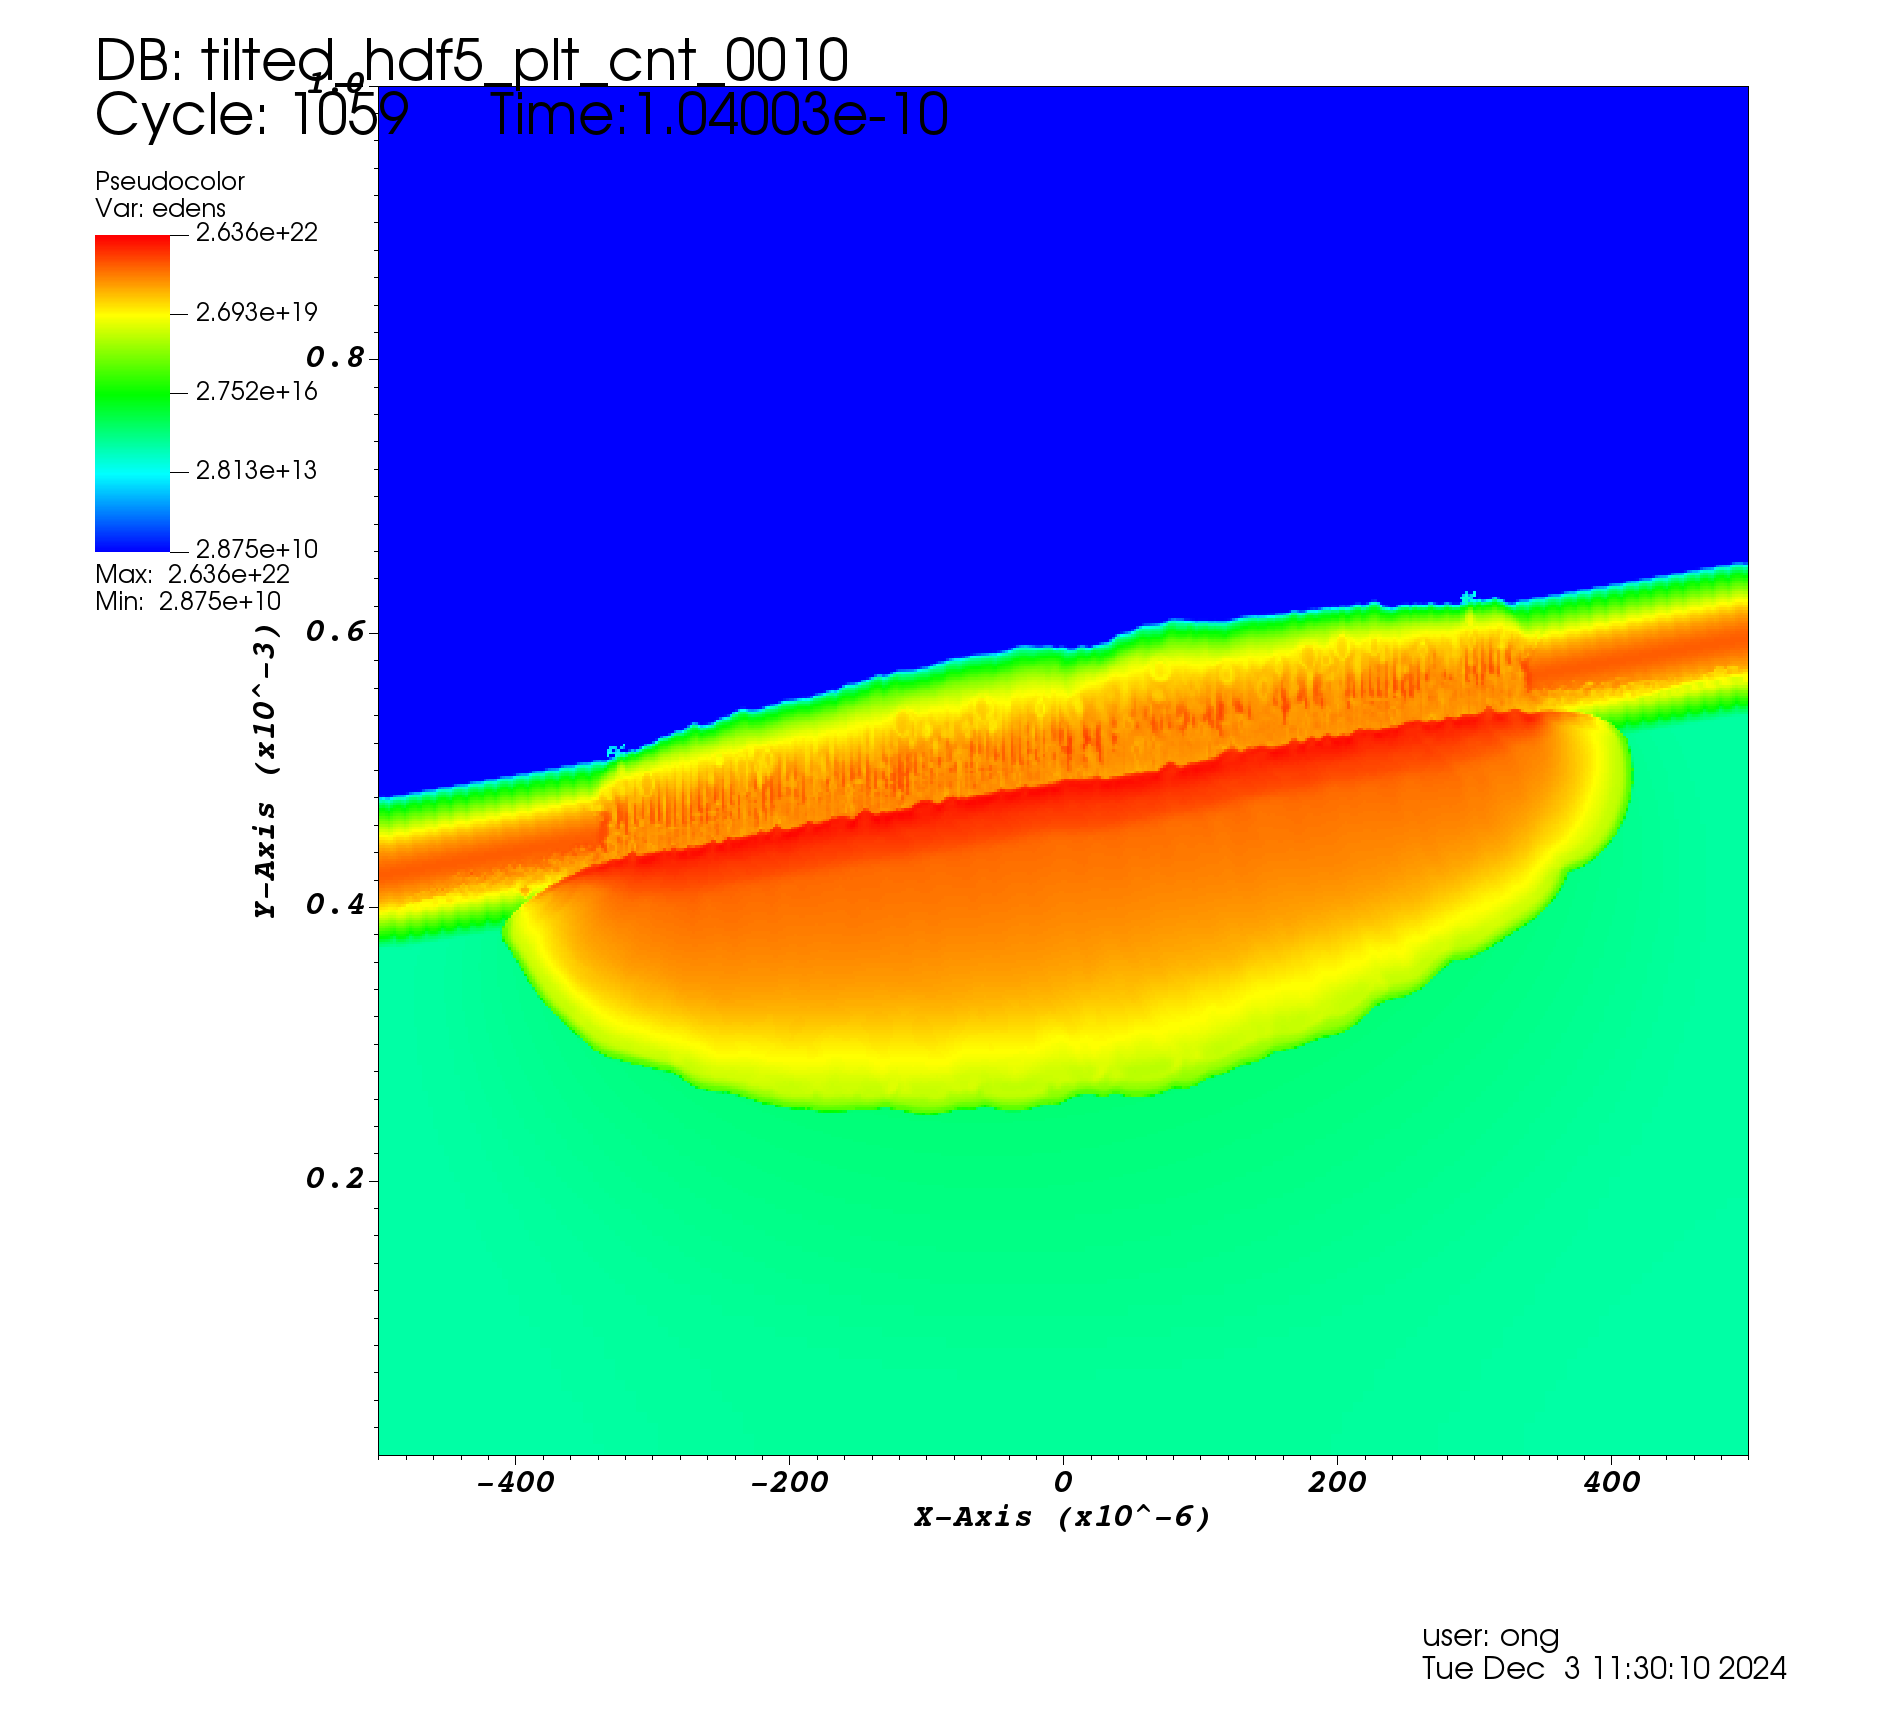 DB: tilted_hdf5_plt_cnt_0010
Cycle: 1059 Time:1.04003e-10
Pseudocolor
Var: edens
2.636e+22
2.693e+19
2.752e+16
2.813e+13
2.875e+10
Max: 2.636e+22
Min: 2.875e+10
1.0
0.8
0.6
0.4
0.2
Y-Axis (x10^-3)
-400 -200 0 200 400
X-Axis (x10^-6)
user: ong
Tue Dec 3 11:30:10 2024